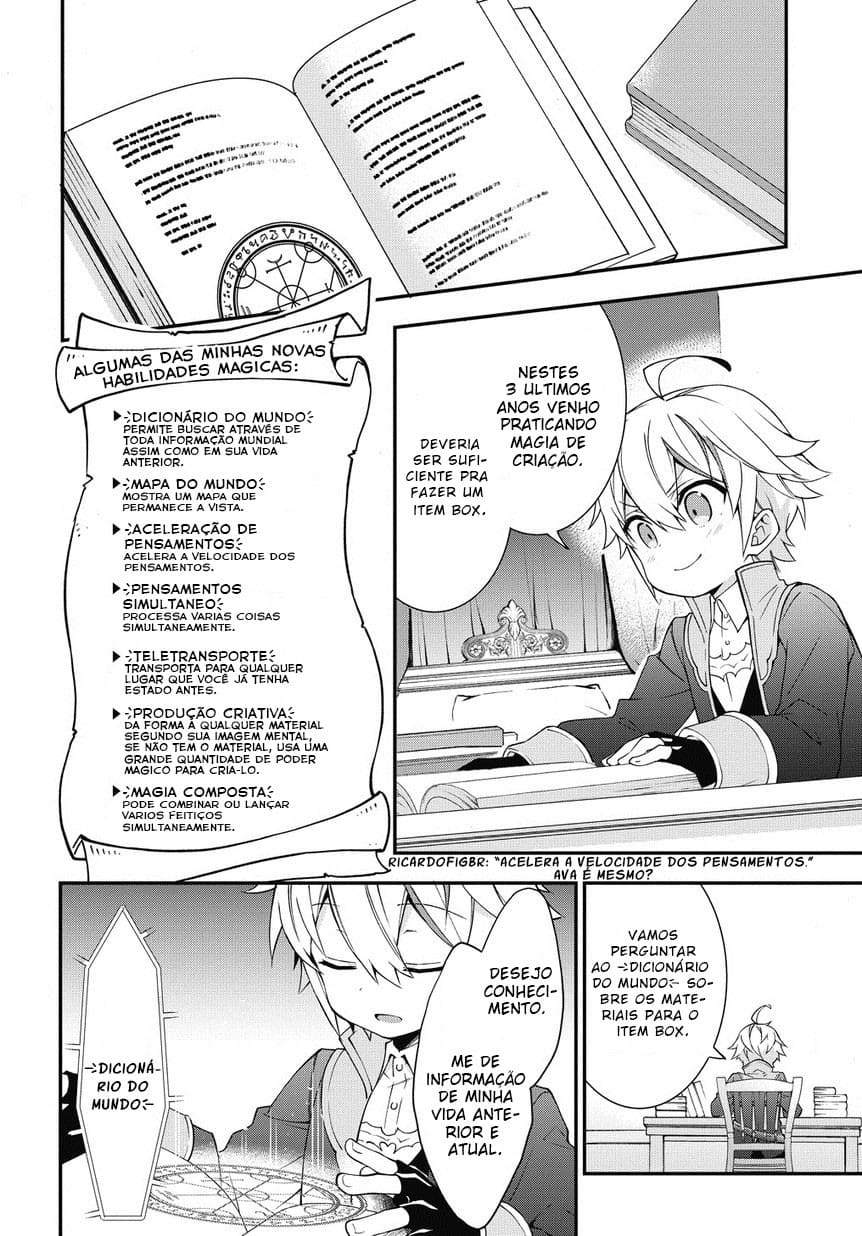 NESTES
3 ULTIMOS
ANOS VENHO
PRATICANDO
MAGIA DE
CRIAÇÃO.
DEVERIA
SER SUFI-
CIENTE PRA
FAZER UM
ITEM BOX.
ALGUMAS DAS MINHAS NOVAS
HABILIDADES MAGICAS:
DICIONÁRIO DO MUNDO
PERMITE BUSCAR ATRAVÉS DE
TODA INFORMAÇÃO MUNDIAL
ASSIM COMO EM SUA VIDA
ANTERIOR.
MAPA DO MUNDO
MOSTRA UM MAPA QUE
PERMANECE A VISTA.
ACELERAÇÃO DE
PENSAMENTOS
ACELERA A VELOCIDADE DOS
PENSAMENTOS.
PENSAMENTOS
SIMULTANEO
PROCESSA VARIAS COISAS
SIMULTANEAMENTE.
TELETRANSPORTE
TRANSPORTA PARA QUALQUER
LUGAR QUE VOCÊ JÁ TENHA
ESTADO ANTES.
PRODUÇÃO CRIATIVA
DA FORMA À QUALQUER MATERIAL
SEGUNDO SUA IMAGEM MENTAL,
SE NÃO TEM O MATERIAL, USA UMA
GRANDE QUANTIDADE DE PODER
MAGICO PARA CRIA-LO.
MAGIA COMPOSTA
PODE COMBINAR OU LANÇAR
VARIOS FEITIÇOS
SIMULTANEAMENTE.
RICARDOFIGBR: "ACELERA A VELOCIDADE DOS PENSAMENTOS."
AVA É MESMO?
VAMOS
PERGUNTAR
AO DICIONÁRIO
DO MUNDO SO-
BRE OS MATE-
RIAIS PARA O
ITEM BOX.
DESEJO
CONHECI-
MENTO.
ME DE
INFORMAÇÃO
DE MINHA
VIDA ANTE-
RIOR E
ATUAL.
DICIONÁ-
RIO DO
MUNDO